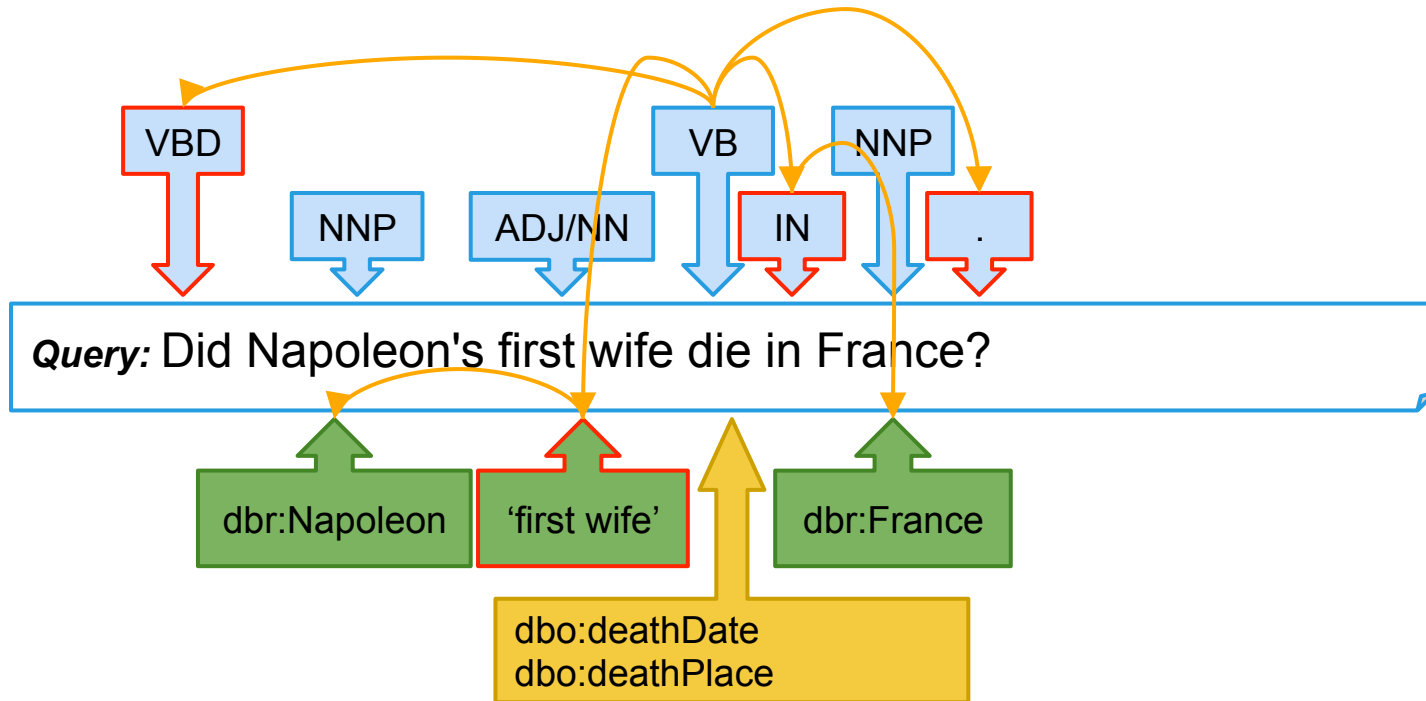 VBD
VB
NNP
NNP
ADJ/NN
IN
.
Query: Did Napoleon's first wife die in France?
dbr:Napoleon
‘first wife’
dbr:France
dbo:deathDate
dbo:deathPlace